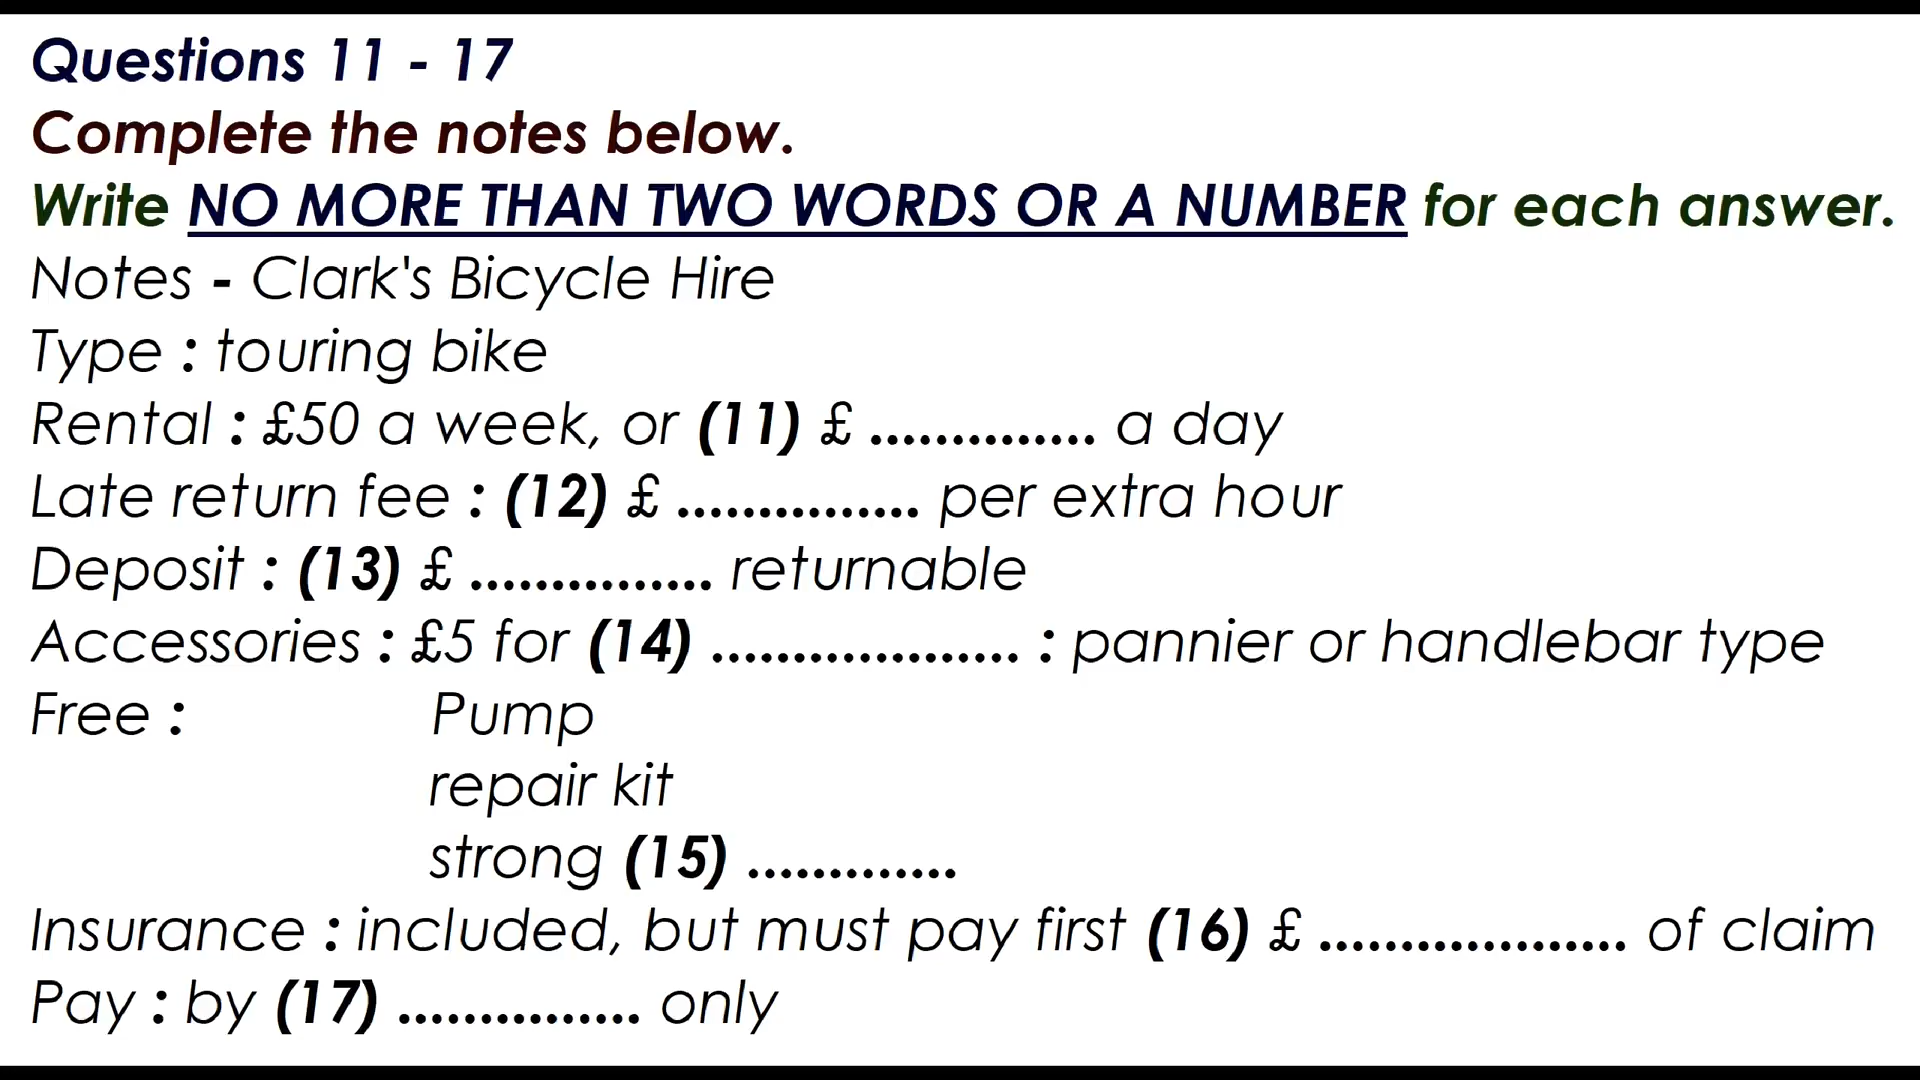 Questions 11 - 17
Complete the notes below.
Write NO MORE THAN TWO WORDS OR A NUMBER for each answer.
Notes - Clark's Bicycle Hire
Type : touring bike
Rental : £50 a week, or (11) £ .............. a day
Late return fee : (12) £ ............... per extra hour
Deposit : (13) £ ............... returnable
Accessories : £5 for (14) ................... : pannier or handlebar type
Free : Pump
repair kit
strong (15) .............
Insurance : included, but must pay first (16) £ ................... of claim
Pay : by (17) ............... only